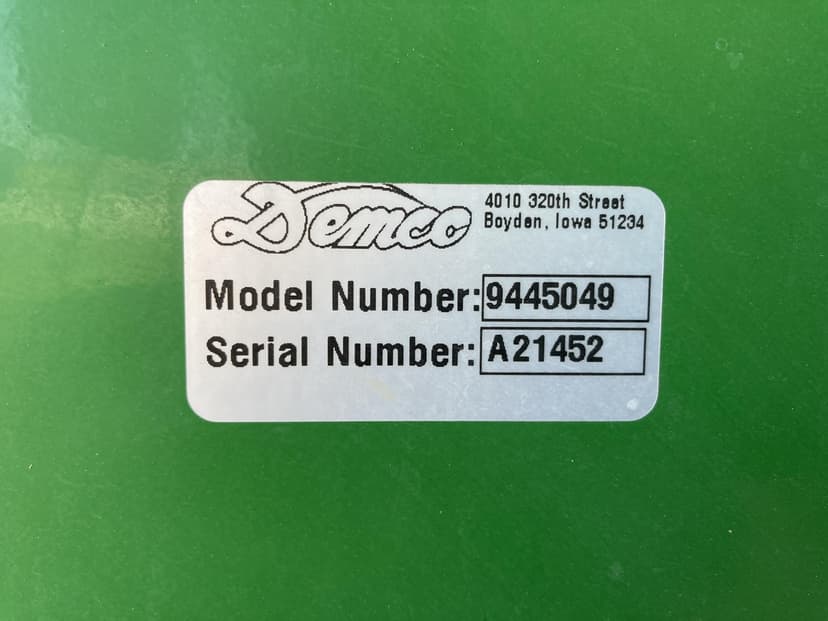 Demco
4010 320th Street
Boyden, Iowa 51234
Model Number: 9445049
Serial Number: A21452